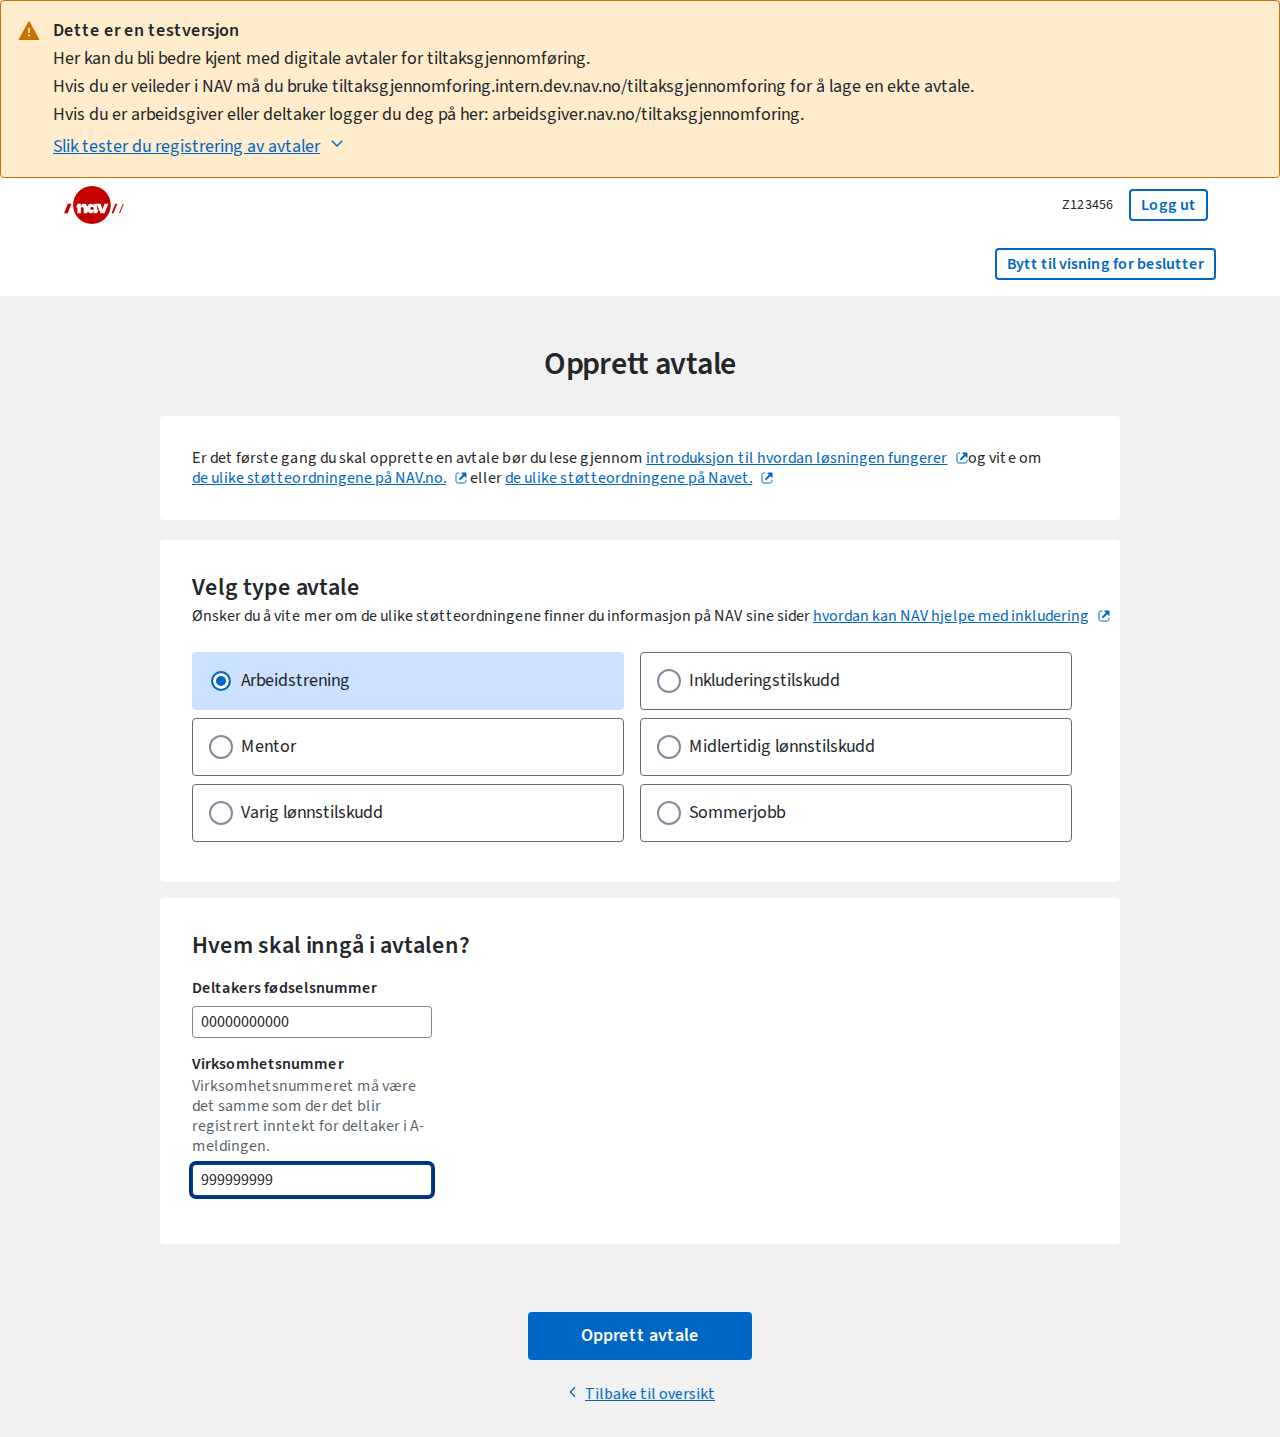 Dette er en testversjon
Her kan du bli bedre kjent med digitale avtaler for tiltaksgjennomføring.
Hvis du er veileder i NAV må du bruke tiltaksgjennomforing.intern.dev.nav.no/tiltaksgjennomforing for å lage en ekte avtale.
Hvis du er arbeidsgiver eller deltaker logger du deg på her: arbeidsgiver.nav.no/tiltaksgjennomforing.
Slik tester du registrering av avtaler
nav
Z123456
Logg ut
Bytt til visning for beslutter
Opprett avtale
Er det første gang du skal opprette en avtale bør du lese gjennom introduksjon til hvordan løsningen fungerer og vite om
de ulike støtteordningene på NAV.no. eller de ulike støtteordningene på Navet.
Velg type avtale
Ønsker du å vite mer om de ulike støtteordningene finner du informasjon på NAV sine sider hvordan kan NAV hjelpe med inkludering
Arbeidstrening
Inkluderingstilskudd
Mentor
Midlertidig lønnstilskudd
Varig lønnstilskudd
Sommerjobb
Hvem skal inngå i avtalen?
Deltakers fødselsnummer
00000000000
Virksomhetsnummer
Virksomhetsnummeret må være
det samme som der det blir
registrert inntekt for deltaker i A-
meldingen.
999999999
Opprett avtale
Tilbake til oversikt